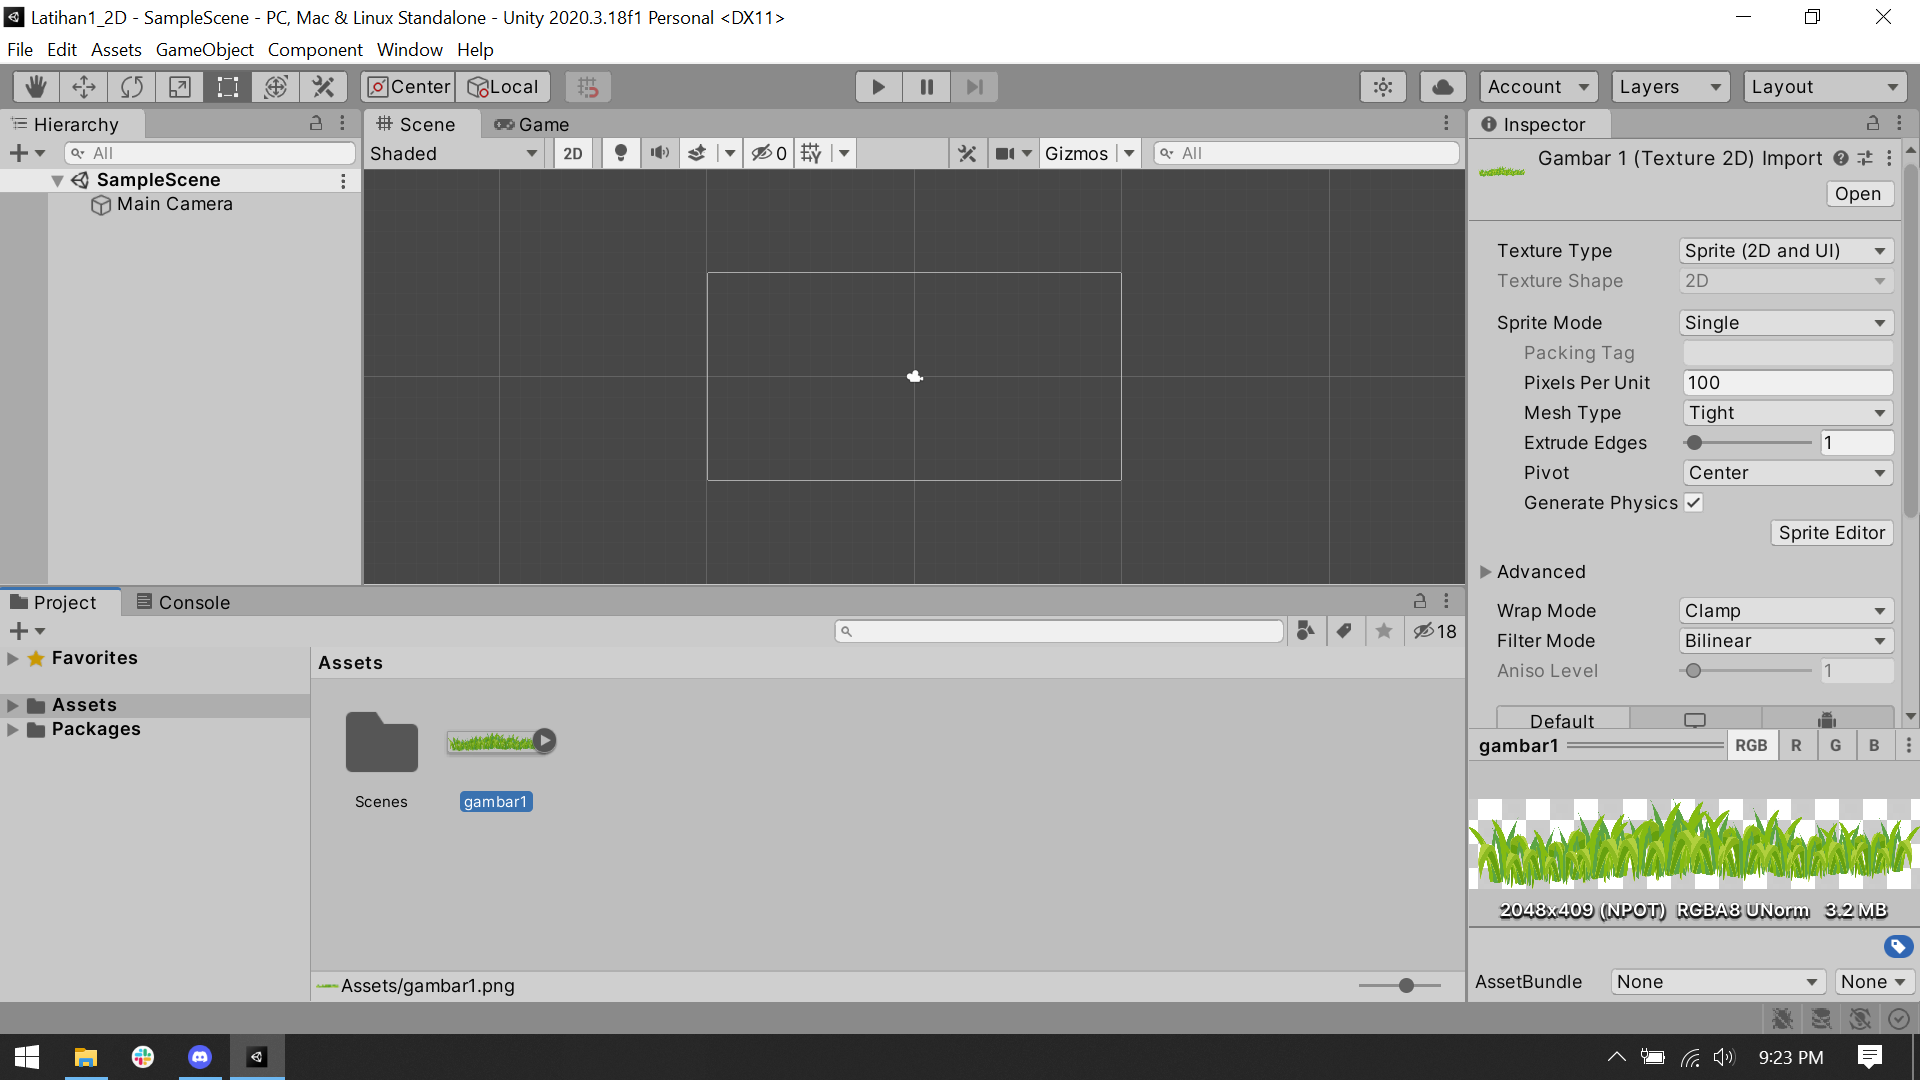 Latihan1_2D - SampleScene - PC, Mac & Linux Standalone - Unity 2020.3.18f1 Personal <DX11>
File Edit Assets GameObject Component Window Help
Center Local Account Layers Layout
Hierarchy
All
SampleScene
Main Camera
Scene Game
Shaded 2D 0 Gizmos All
Inspector
Gambar 1 (Texture 2D) Import
Open
Texture Type Sprite (2D and UI)
Texture Shape 2D
Sprite Mode Single
Packing Tag
Pixels Per Unit 100
Mesh Type Tight
Extrude Edges 1
Pivot Center
Generate Physics
Sprite Editor
Advanced
Wrap Mode Clamp
Filter Mode Bilinear
Aniso Level 1
Default
Project Console
18
Favorites
Assets
Packages
Assets
Scenes
gambar1
Assets/gambar1.png
gambar1 RGB R G B
2048x409 (NPOT) RGBA8 UNorm 3.2 MB
AssetBundle None None
9:23 PM